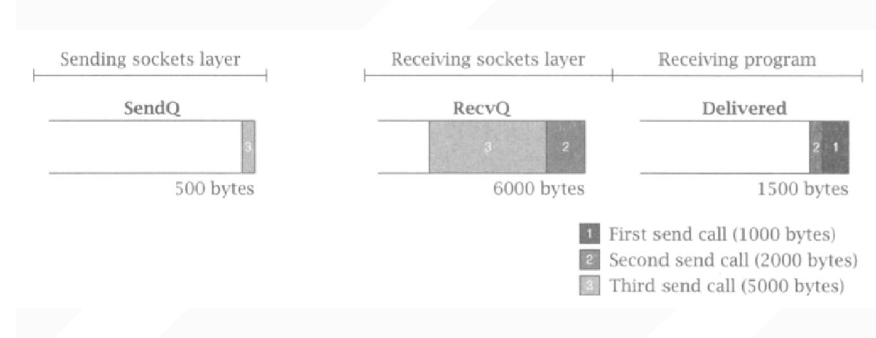 Sending sockets layer Receiving sockets layer Receiving program
SendQ RecvQ Delivered
3 3 2 2 1
500 bytes 6000 bytes 1500 bytes
1 First send call (1000 bytes)
2 Second send call (2000 bytes)
3 Third send call (5000 bytes)